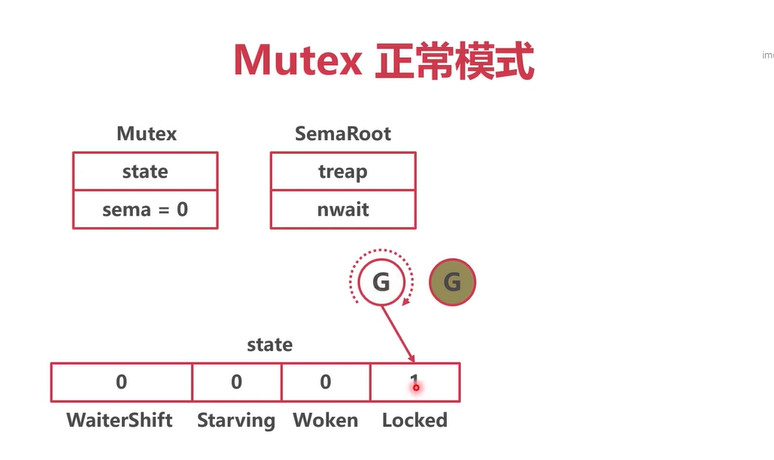 Mutex 正常模式
Mutex
SemaRoot
state
treap
sema = 0
nwait
G
G
state
0
0
0
1
WaiterShift
Starving
Woken
Locked